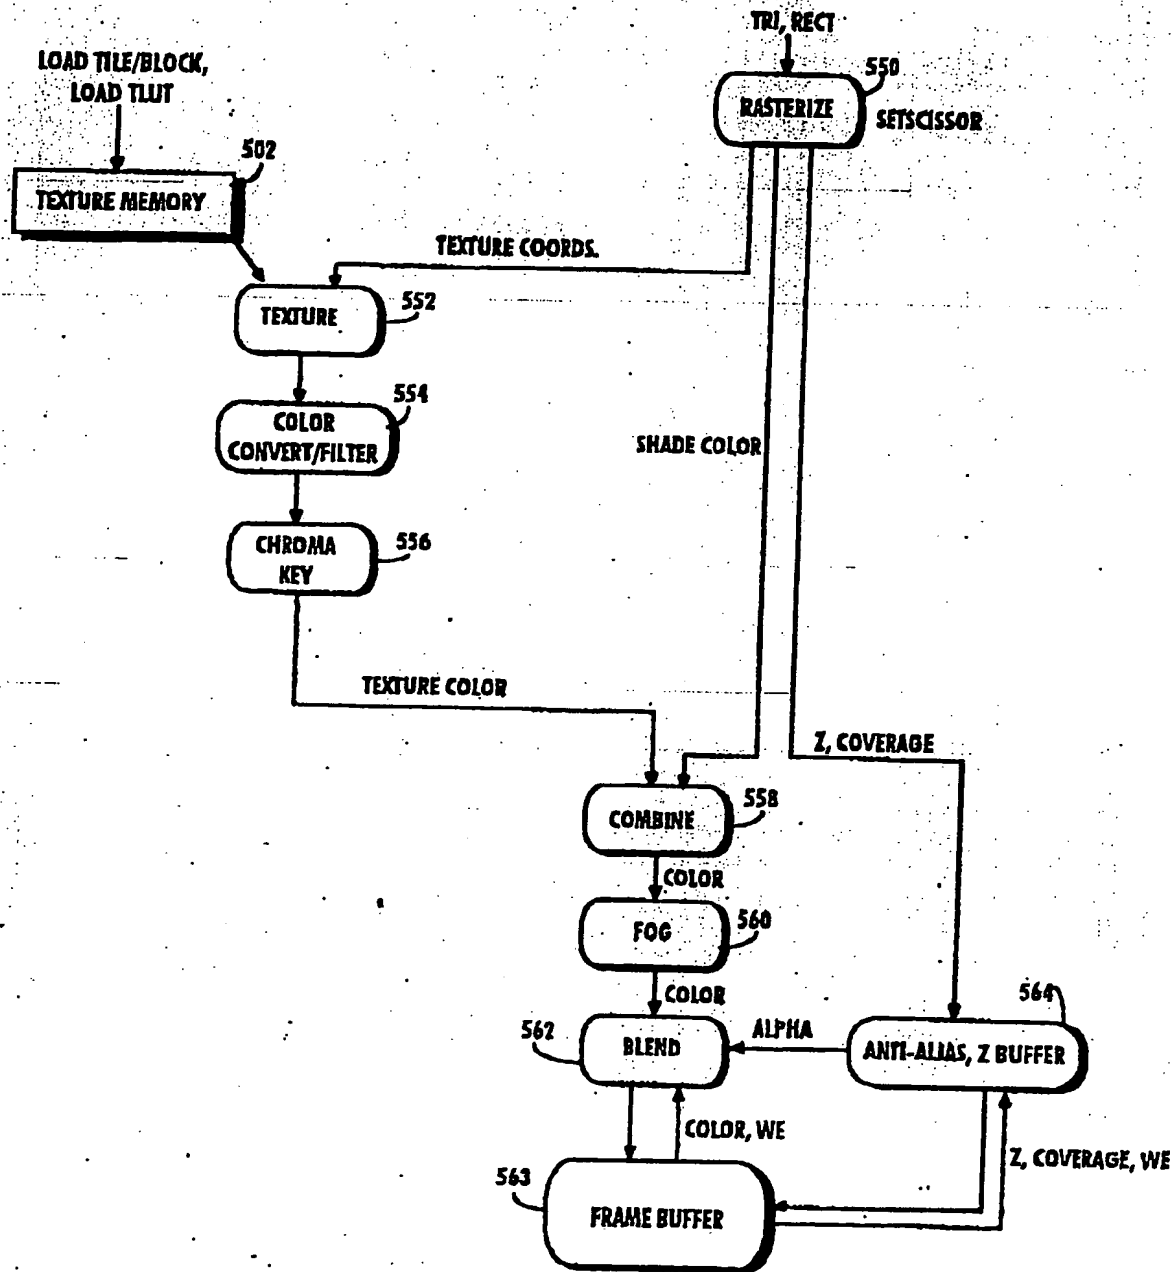 TRI, RECT
LOAD TILE/BLOCK,
LOAD TLUT
550
RASTERIZE
SETSCISSOR
502
TEXTURE MEMORY
TEXTURE COORDS.
552
TEXTURE
554
COLOR
CONVERT/FILTER
SHADE COLOR
556
CHROMA
KEY
TEXTURE COLOR
Z, COVERAGE
558
COMBINE
COLOR
560
FOG
COLOR
564
562
BLEND
ALPHA
ANTI-ALIAS, Z BUFFER
COLOR, WE
Z, COVERAGE, WE
563
FRAME BUFFER